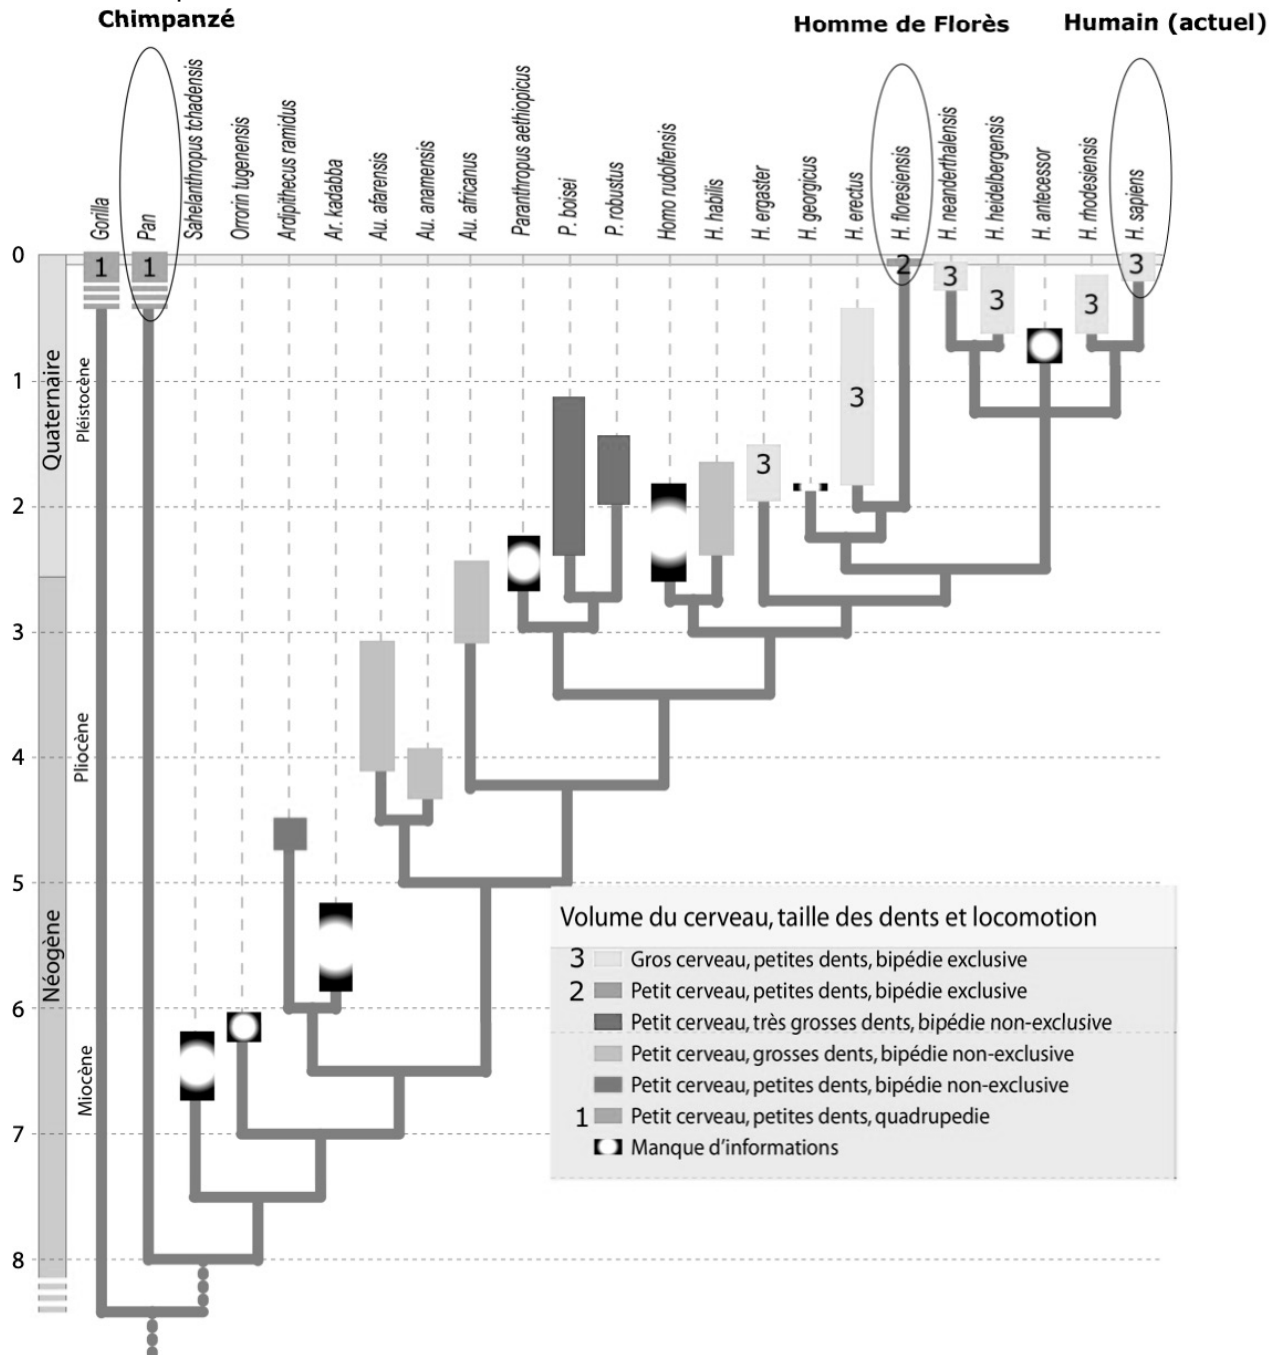 Chimpanzé
Homme de Florès
Humain (actuel)
Gorilla
Pan
Sahelanthropus tchadensis
Orrorin tugenensis
Ardipithecus ramidus
Ar. kadabba
Au. afarensis
Au. anamensis
Au. africanus
Paranthropus aethiopicus
P. boisei
P. robustus
Homo rudolfensis
H. habilis
H. ergaster
H. georgicus
H. erectus
H. floresiensis
H. neanderthalensis
H. heidelbergensis
H. antecessor
H. rhodesiensis
H. sapiens
0
1
1
2
3
3
3
3
3
3
1
2
3
4
5
6
7
8
Quaternaire
Néogène
Pléistocène
Pliocène
Miocène
Volume du cerveau, taille des dents et locomotion
3 Gros cerveau, petites dents, bipédie exclusive
2 Petit cerveau, petites dents, bipédie exclusive
Petit cerveau, très grosses dents, bipédie non-exclusive
Petit cerveau, grosses dents, bipédie non-exclusive
Petit cerveau, petites dents, bipédie non-exclusive
1 Petit cerveau, petites dents, quadrupedie
Manque d'informations